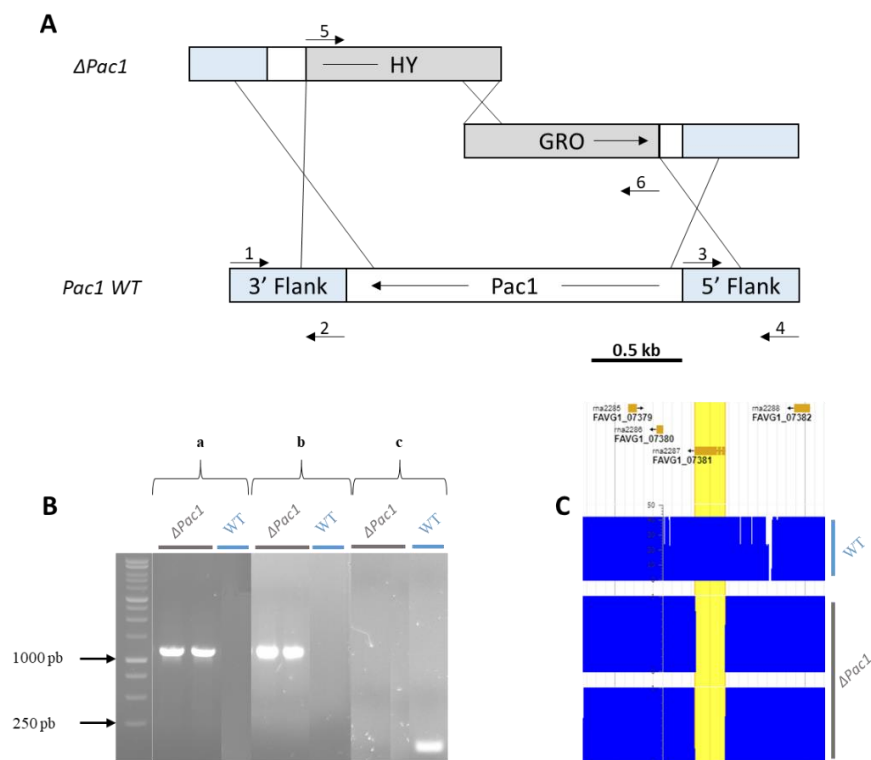 A
5
ΔPac1
HY
GRO
6
1
3
Pac1 WT
3' Flank
Pac1
5' Flank
2
4
0.5 kb
a
b
c
B
ΔPac1
WT
ΔPac1
WT
ΔPac1
WT
1000 pb
250 pb
C
rna2285
FAVG1_07379
rna2286
FAVG1_07380
rna2287
FAVG1_07381
rna2288
FAVG1_07382
50
WT
ΔPac1